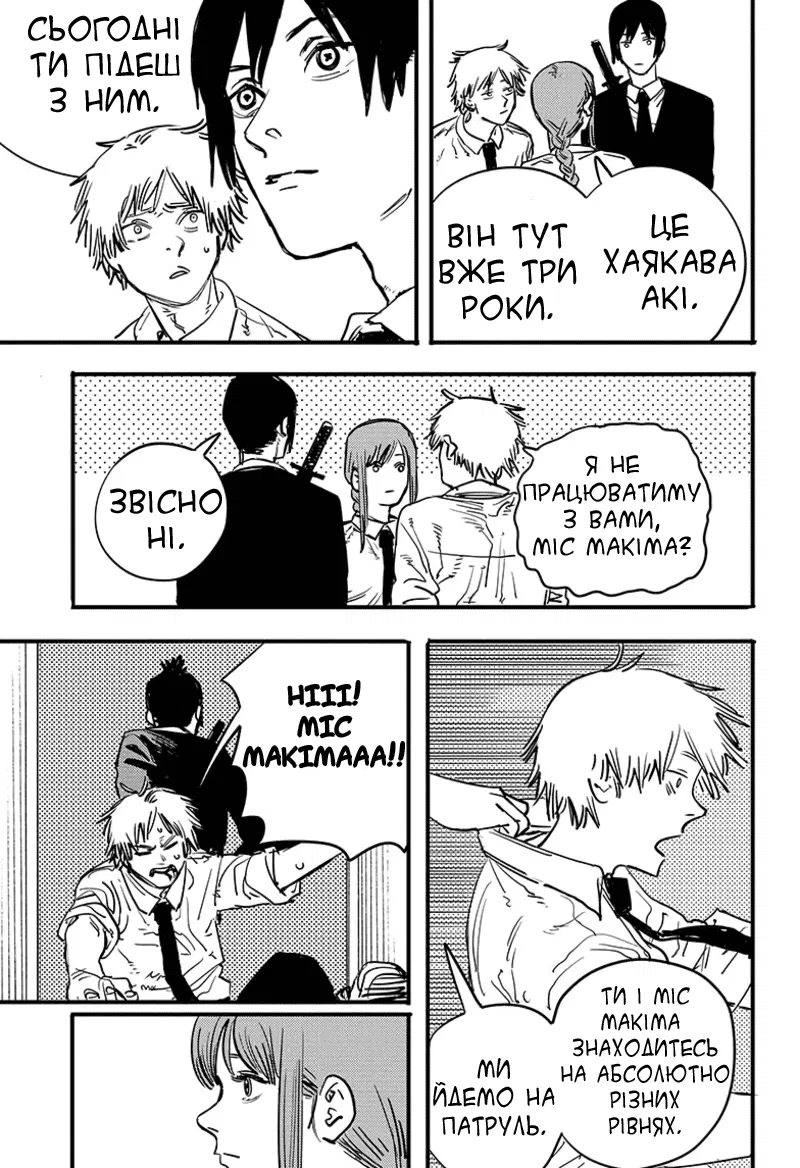 ЦЕ
ХАЯКАВА
АКІ.
ВІН ТУТ
ВЖЕ ТРИ
РОКИ.
СЬОГОДНІ
ТИ ПІДЕШ
З НИМ.
Я НЕ
ПРАЦЮВАТИМУ
З ВАМИ,
МІС МАКІМА?
ЗВІСНО
НІ.
ТИ І МІС
МАКІМА
ЗНАХОДИТЕСЬ
НА АБСОЛЮТНО
РІЗНИХ
РІВНЯХ.
МИ
ЙДЕМО НА
ПАТРУЛЬ.
НІІІ!
МІС
МАКІМААА!!